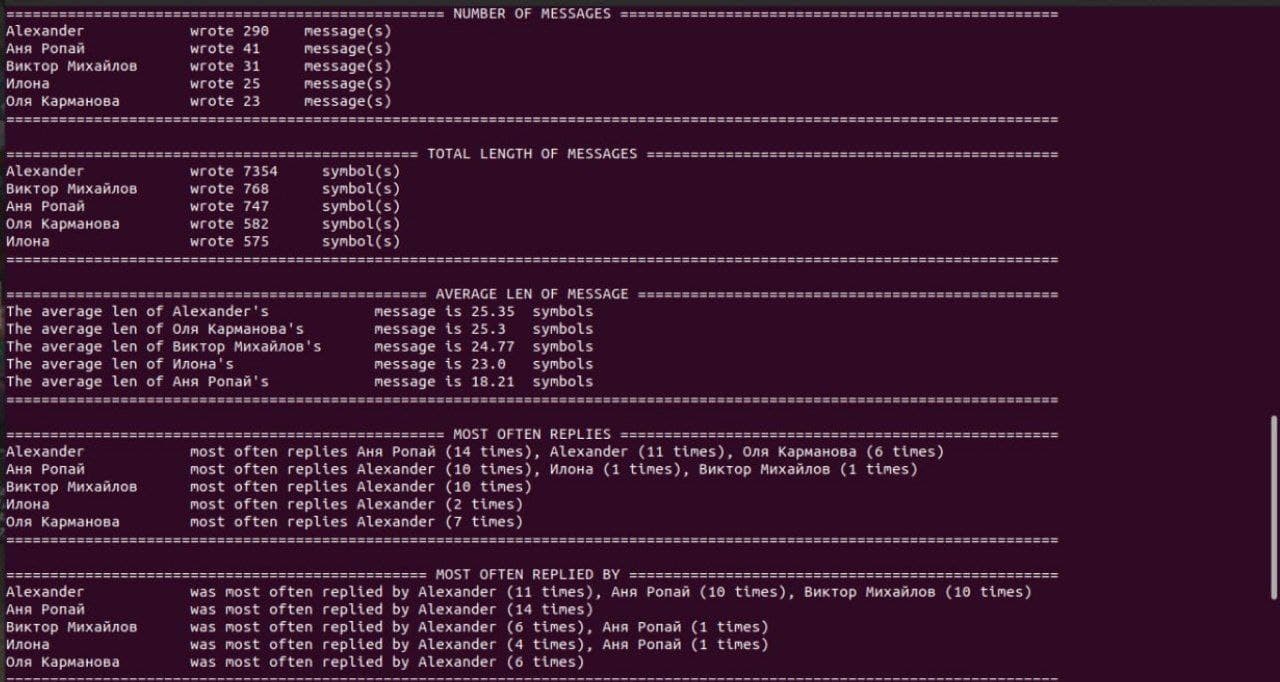 ================================================== NUMBER OF MESSAGES ==================================================
Alexander wrote 290 message(s)
Аня Ропай wrote 41 message(s)
Виктор Михайлов wrote 31 message(s)
Илона wrote 25 message(s)
Оля Карманова wrote 23 message(s)
========================================================================================================================
=============================================== TOTAL LENGTH OF MESSAGES ===============================================
Alexander wrote 7354 symbol(s)
Виктор Михайлов wrote 768 symbol(s)
Аня Ропай wrote 747 symbol(s)
Оля Карманова wrote 582 symbol(s)
Илона wrote 575 symbol(s)
========================================================================================================================
================================================ AVERAGE LEN OF MESSAGE ================================================
The average len of Alexander's message is 25.35 symbols
The average len of Оля Карманова's message is 25.3 symbols
The average len of Виктор Михайлов's message is 24.77 symbols
The average len of Илона's message is 23.0 symbols
The average len of Аня Ропай's message is 18.21 symbols
========================================================================================================================
================================================== MOST OFTEN REPLIES ==================================================
Alexander most often replies Аня Ропай (14 times), Alexander (11 times), Оля Карманова (6 times)
Аня Ропай most often replies Alexander (10 times), Илона (1 times), Виктор Михайлов (1 times)
Виктор Михайлов most often replies Alexander (10 times)
Илона most often replies Alexander (2 times)
Оля Карманова most often replies Alexander (7 times)
========================================================================================================================
================================================ MOST OFTEN REPLIED BY =================================================
Alexander was most often replied by Alexander (11 times), Аня Ропай (10 times), Виктор Михайлов (10 times)
Аня Ропай was most often replied by Alexander (14 times)
Виктор Михайлов was most often replied by Alexander (6 times), Аня Ропай (1 times)
Илона was most often replied by Alexander (4 times), Аня Ропай (1 times)
Оля Карманова was most often replied by Alexander (6 times)
========================================================================================================================